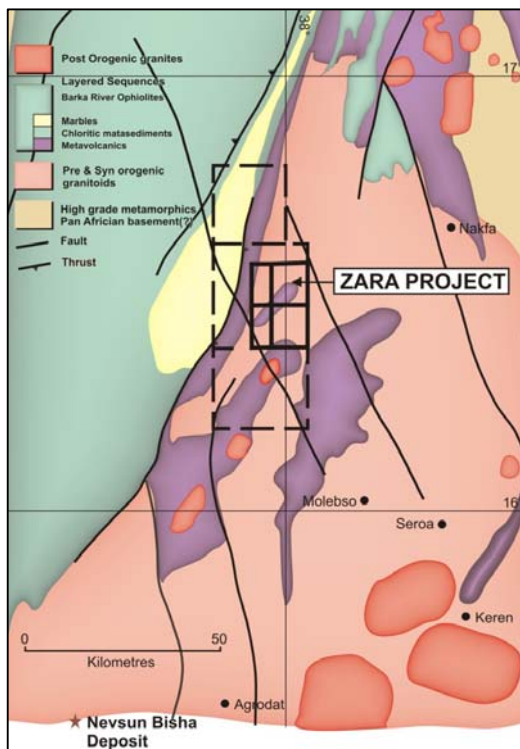 38°
Post Orogenic granites
17°
Layered Sequences
Barka River Ophiolites
Marbles
Chloritic matasediments
Metavolcanics
Pre & Syn orogenic
granitoids
High grade metamorphics
Pan Africian basement(?)
Fault
Thrust
Nakfa
ZARA PROJECT
Molebso
16°
Seroa
Keren
0
50
Kilometres
Agrodat
Nevsun Bisha
Deposit